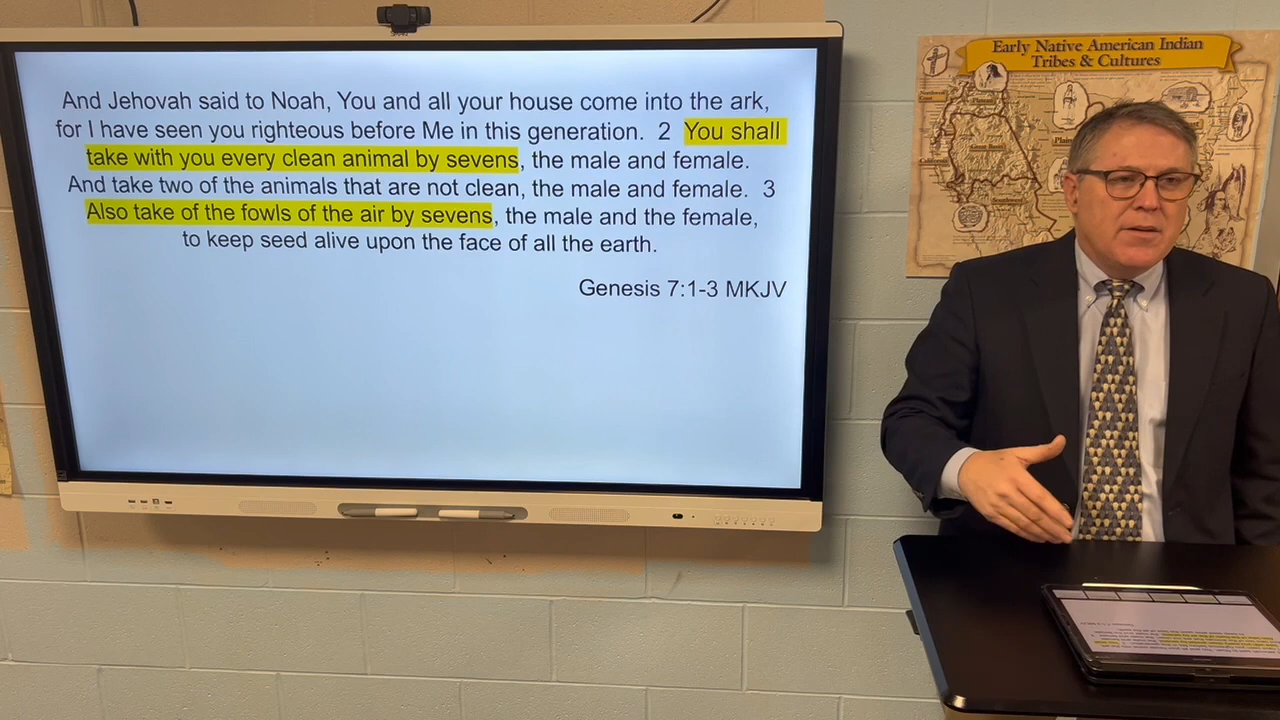 And Jehovah said to Noah, You and all your house come into the ark,
for I have seen you righteous before Me in this generation. 2 You shall
take with you every clean animal by sevens, the male and female.
And take two of the animals that are not clean, the male and female. 3
Also take of the fowls of the air by sevens, the male and the female,
to keep seed alive upon the face of all the earth.
Genesis 7:1-3 MKJV
Early Native American Indian
Tribes & Cultures
Great Basin
California
Southwest